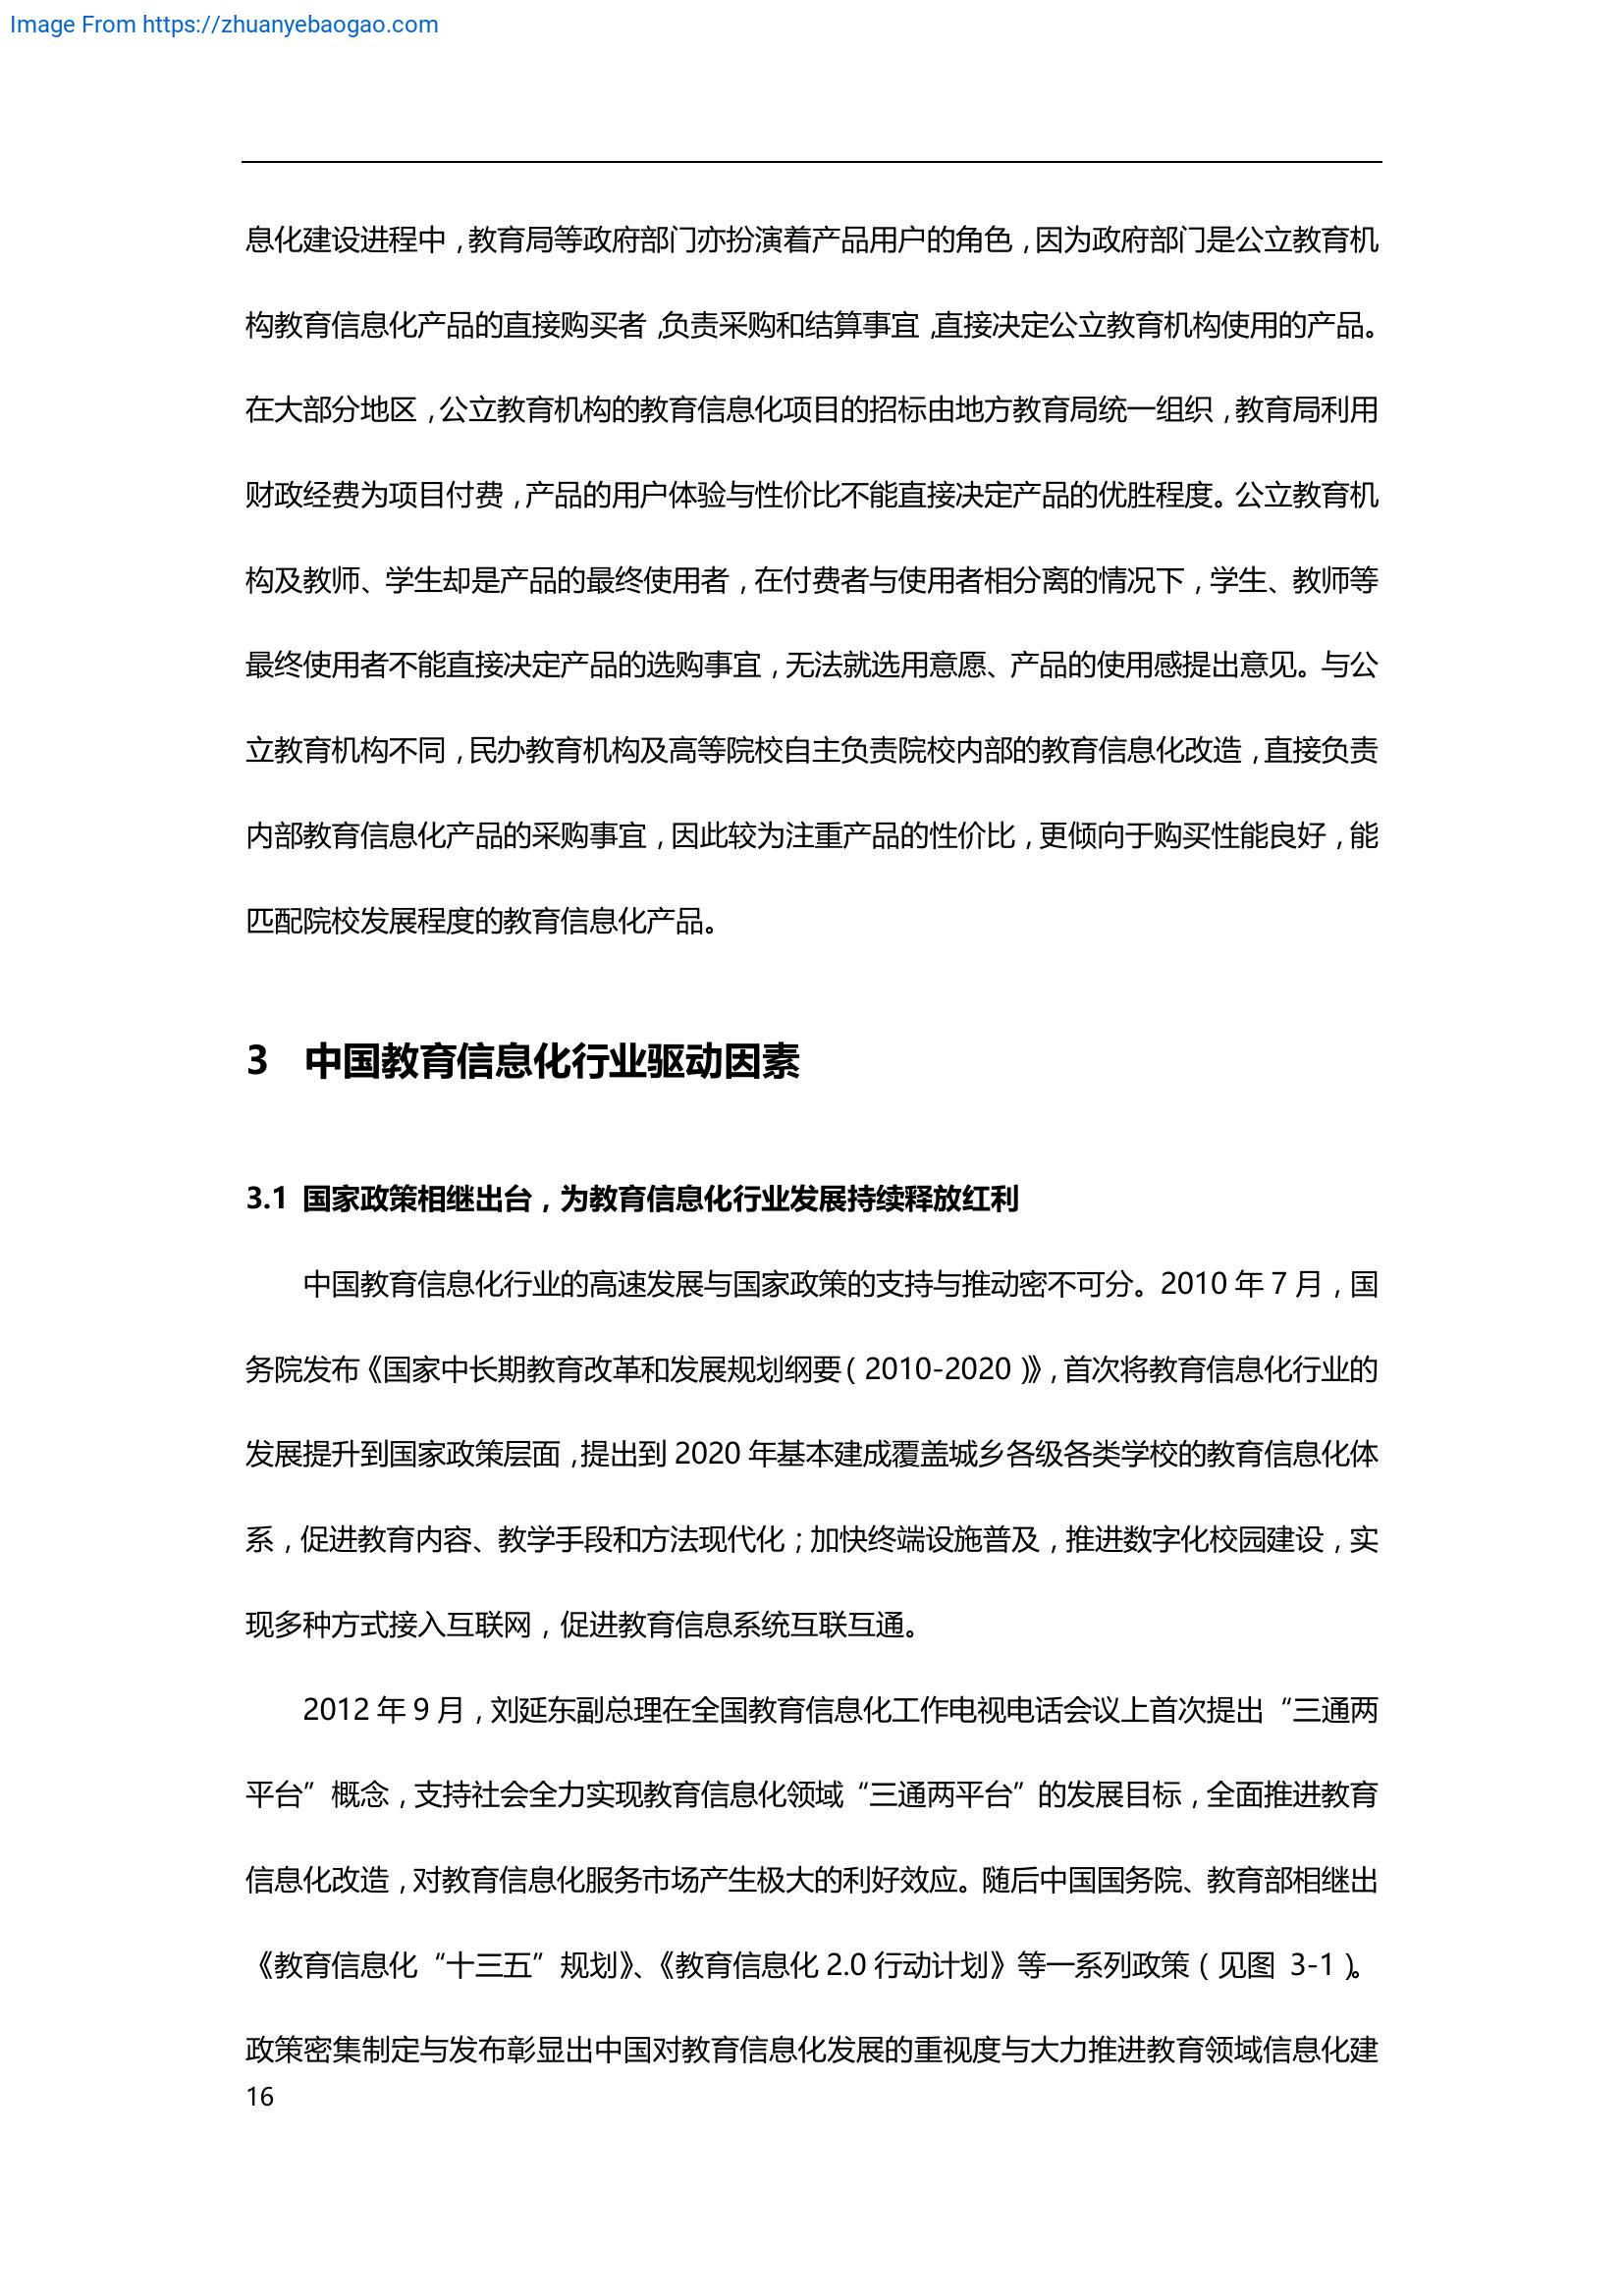 Image From https://zhuanyebaogao.com
息化建设进程中，教育局等政府部门亦扮演着产品用户的角色，因为政府部门是公立教育机
构教育信息化产品的直接购买者，负责采购和结算事宜，直接决定公立教育机构使用的产品。
在大部分地区，公立教育机构的教育信息化项目的招标由地方教育局统一组织，教育局利用
财政经费为项目付费，产品的用户体验与性价比不能直接决定产品的优胜程度。公立教育机
构及教师、学生却是产品的最终使用者，在付费者与使用者相分离的情况下，学生、教师等
最终使用者不能直接决定产品的选购事宜，无法就选用意愿、产品的使用感提出意见。与公
立教育机构不同，民办教育机构及高等院校自主负责院校内部的教育信息化改造，直接负责
内部教育信息化产品的采购事宜，因此较为注重产品的性价比，更倾向于购买性能良好，能
匹配院校发展程度的教育信息化产品。
3 中国教育信息化行业驱动因素
3.1 国家政策相继出台，为教育信息化行业发展持续释放红利
中国教育信息化行业的高速发展与国家政策的支持与推动密不可分。2010 年 7 月，国
务院发布《国家中长期教育改革和发展规划纲要（2010-2020）》，首次将教育信息化行业的
发展提升到国家政策层面，提出到 2020 年基本建成覆盖城乡各级各类学校的教育信息化体
系，促进教育内容、教学手段和方法现代化；加快终端设施普及，推进数字化校园建设，实
现多种方式接入互联网，促进教育信息系统互联互通。
2012 年 9 月，刘延东副总理在全国教育信息化工作电视电话会议上首次提出“三通两
平台”概念，支持社会全力实现教育信息化领域“三通两平台”的发展目标，全面推进教育
信息化改造，对教育信息化服务市场产生极大的利好效应。随后中国国务院、教育部相继出
《教育信息化“十三五”规划》、《教育信息化 2.0 行动计划》等一系列政策（见图 3-1）。
政策密集制定与发布彰显出中国对教育信息化发展的重视度与大力推进教育领域信息化建
16